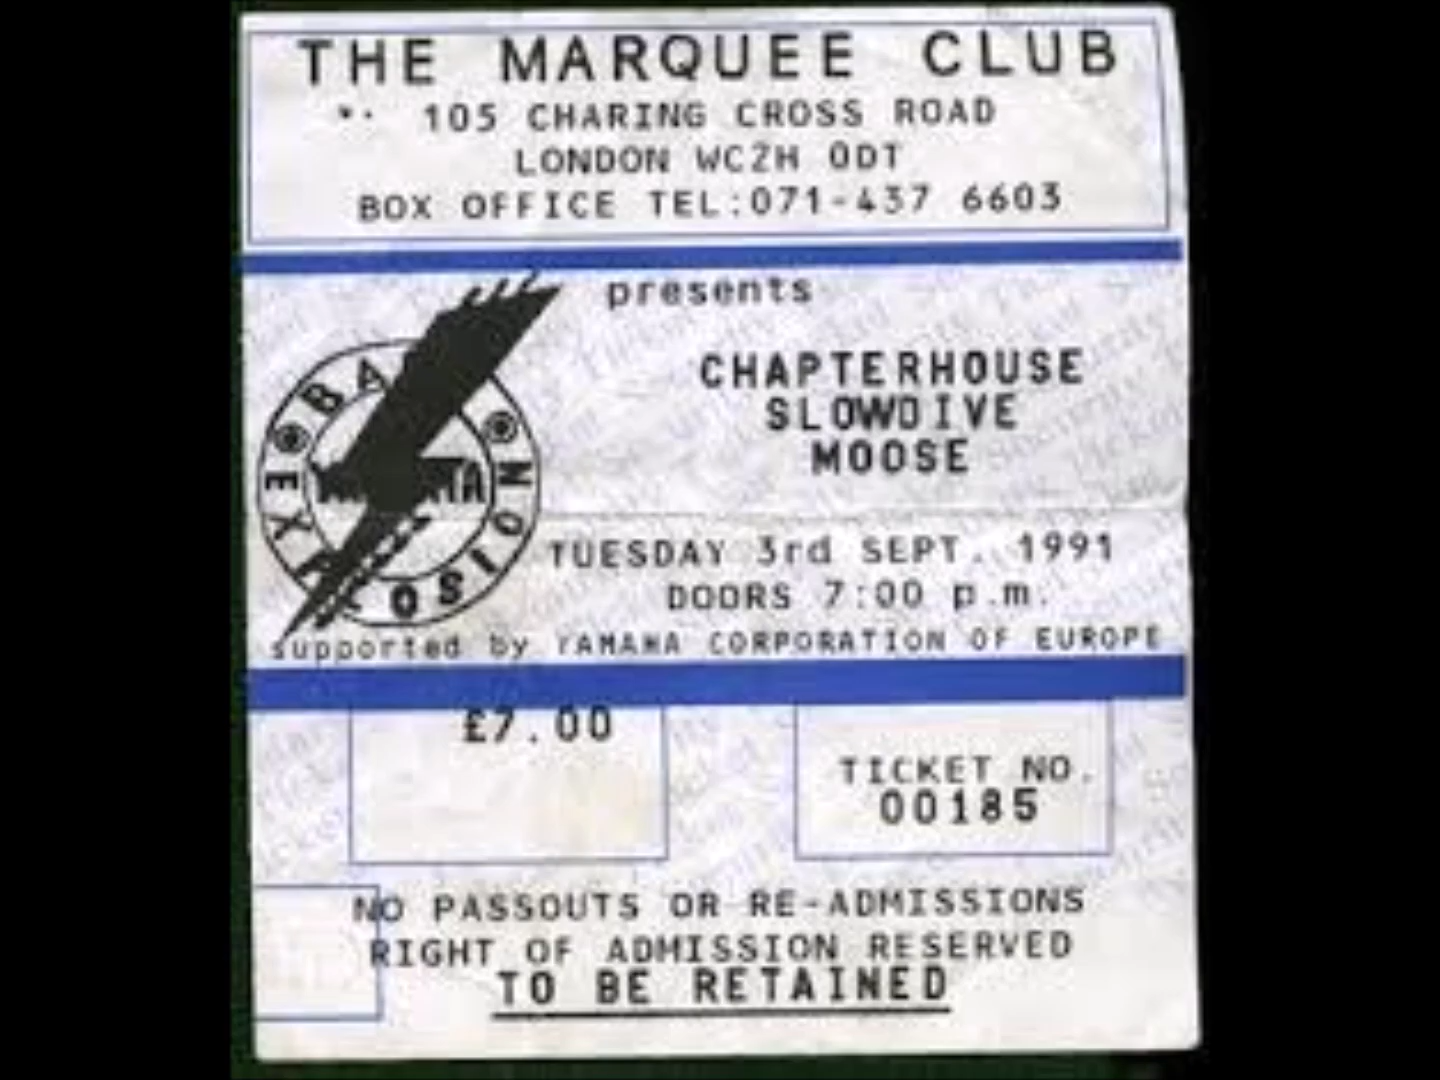 THE MARQUEE CLUB
105 CHARING CROSS ROAD
LONDON WC2H 0DT
BOX OFFICE TEL:071-437 6603
presents
CHAPTERHOUSE
SLOWDIVE
MOOSE
TUESDAY 3rd SEPT. 1991
DOORS 7:00 p.m.
supported by YAMAHA CORPORATION OF EUROPE
£7.00
TICKET NO.
00185
NO PASSOUTS OR RE-ADMISSIONS
RIGHT OF ADMISSION RESERVED
TO BE RETAINED